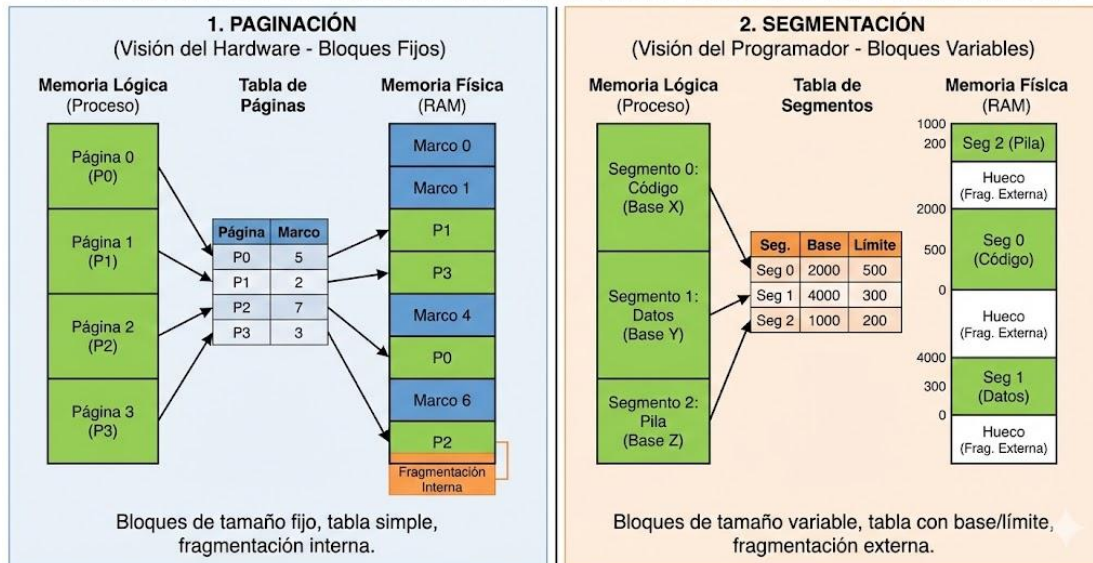 1. PAGINACIÓN
(Visión del Hardware - Bloques Fijos)
Memoria Lógica
(Proceso)
Tabla de
Páginas
Memoria Física
(RAM)
Página 0
(P0)
Página 1
(P1)
Página 2
(P2)
Página 3
(P3)
Página Marco
P0 5
P1 2
P2 7
P3 3
Marco 0
Marco 1
P1
P3
Marco 4
P0
Marco 6
P2
Fragmentación
Interna
Bloques de tamaño fijo, tabla simple,
fragmentación interna.
2. SEGMENTACIÓN
(Visión del Programador - Bloques Variables)
Memoria Lógica
(Proceso)
Tabla de
Segmentos
Memoria Física
(RAM)
Segmento 0:
Código
(Base X)
Segmento 1:
Datos
(Base Y)
Segmento 2:
Pila
(Base Z)
Seg. Base Límite
Seg 0 2000 500
Seg 1 4000 300
Seg 2 1000 200
1000
200
Seg 2 (Pila)
Hueco
(Frag. Externa)
2000
500
Seg 0
(Código)
0
Hueco
(Frag. Externa)
4000
300
Seg 1
(Datos)
0
Hueco
(Frag. Externa)
Bloques de tamaño variable, tabla con base/límite,
fragmentación externa.